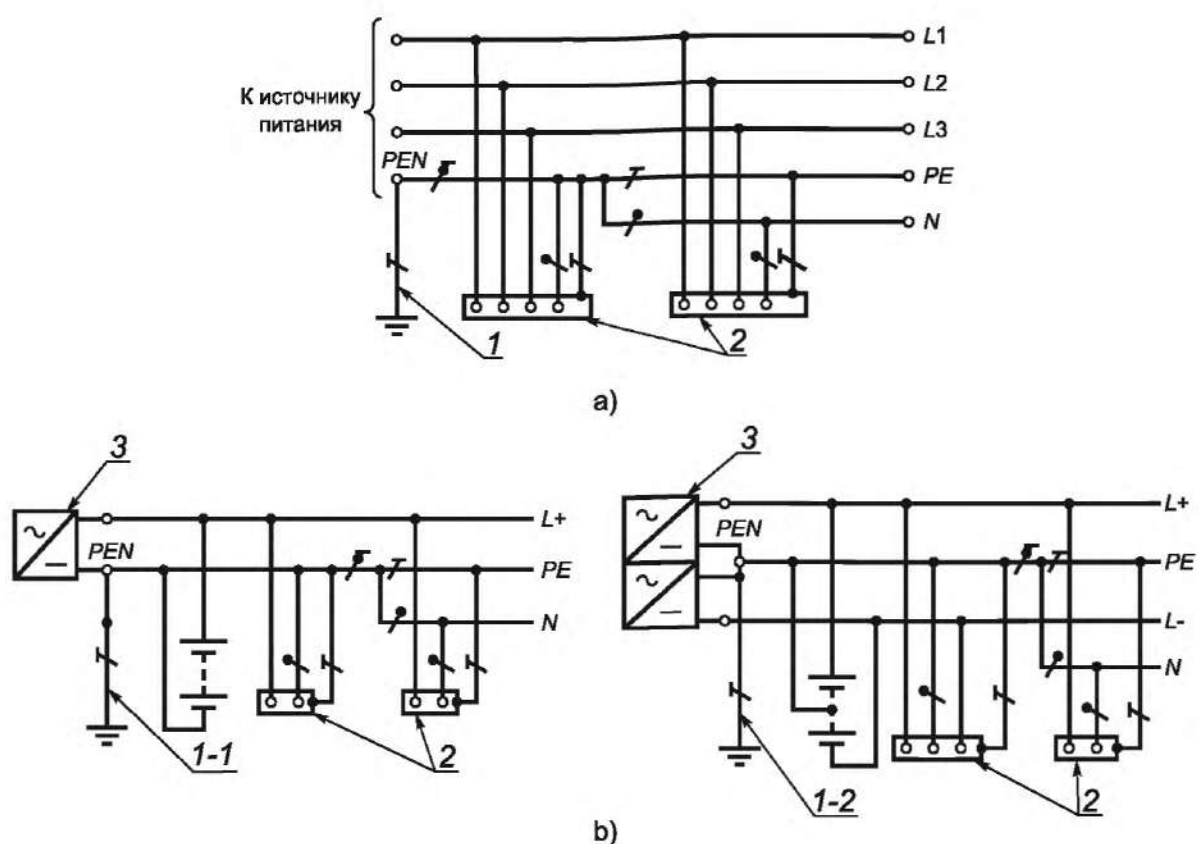 L1
L2
К источнику
питания
L3
PEN
PE
N
1
2
а)
3
3
PEN
L+
PE
N
1-1
2
PEN
L+
PE
L-
N
1-2
2
b)